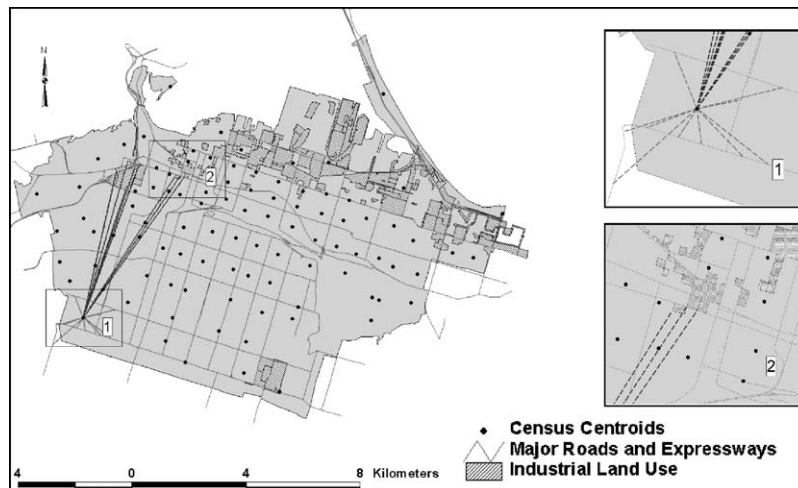 N
2
1
1
2
Census Centroids
Major Roads and Expressways
Industrial Land Use
4 0 4 8 Kilometers